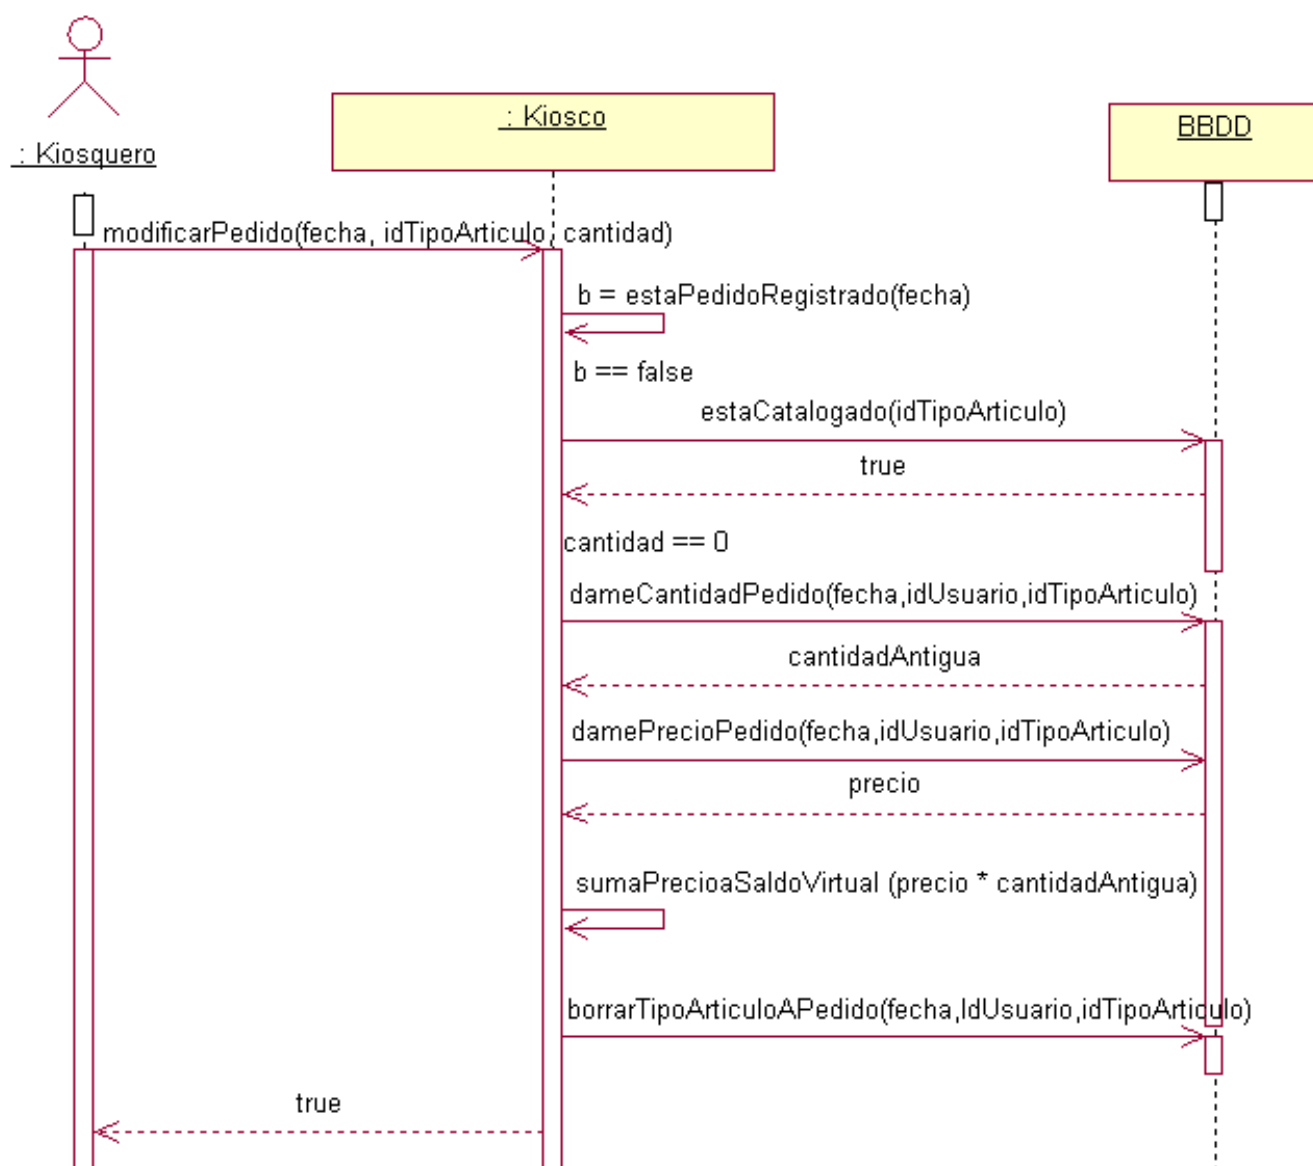 : Kiosco
BBDD
: Kiosquero
modificarPedido(fecha, idTipoArticulo, cantidad)
b = estaPedidoRegistrado(fecha)
b == false
estaCatalogado(idTipoArticulo)
true
cantidad == 0
dameCantidadPedido(fecha,idUsuario,idTipoArticulo)
cantidadAntigua
damePrecioPedido(fecha,idUsuario,idTipoArticulo)
precio
sumaPrecioaSaldoVirtual (precio * cantidadAntigua)
borrarTipoArticuloAPedido(fecha,IdUsuario,idTipoArticulo)
true